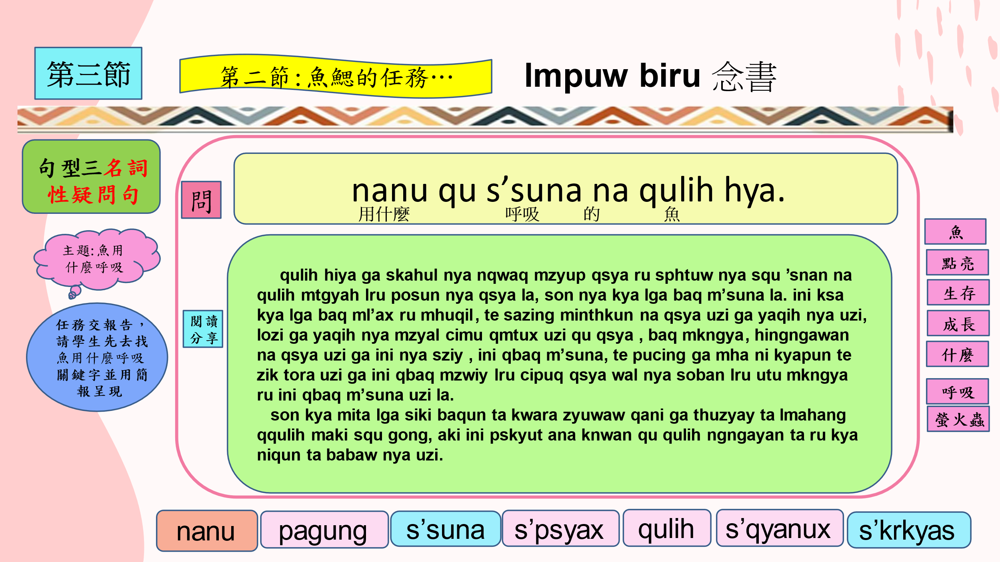 第三節
第二節:魚鰓的任務…
lmpuw biru 念書
句型三名詞
性疑問句
主題:魚用
什麼呼吸
任務交報告，
請學生先去找
魚用什麼呼吸
關鍵字並用簡
報呈現
問
nanu qu s’suna na qulih hya.
用什麼 呼吸 的 魚
閱讀
分享
qulih hiya ga skahul nya nqwaq mzyup qsya ru sphtuw nya squ ’snan na
qulih mtgyah lru posun nya qsya la, son nya kya lga baq m’suna la. ini ksa
kya lga baq ml’ax ru mhuqil, te sazing minthkun na qsya uzi ga yaqih nya uzi,
lozi ga yaqih nya mzyal cimu qmtux uzi qu qsya , baq mkngya, hingngawan
na qsya uzi ga ini nya sziy , ini qbaq m’suna, te pucing ga mha ni kyapun te
zik tora uzi ga ini qbaq mzwiy lru cipuq qsya wal nya soban lru utu mkngya
ru ini qbaq m’suna uzi la.
son kya mita lga siki baqun ta kwara zyuwaw qani ga thuzyay ta lmahang
qqulih maki squ gong, aki ini pskyut ana knwan qu qulih ngngayan ta ru kya
niqun ta babaw nya uzi.
魚
點亮
生存
成長
什麼
呼吸
螢火蟲
nanu
pagung
s’suna
s’psyax
qulih
s’qyanux
s’krkyas